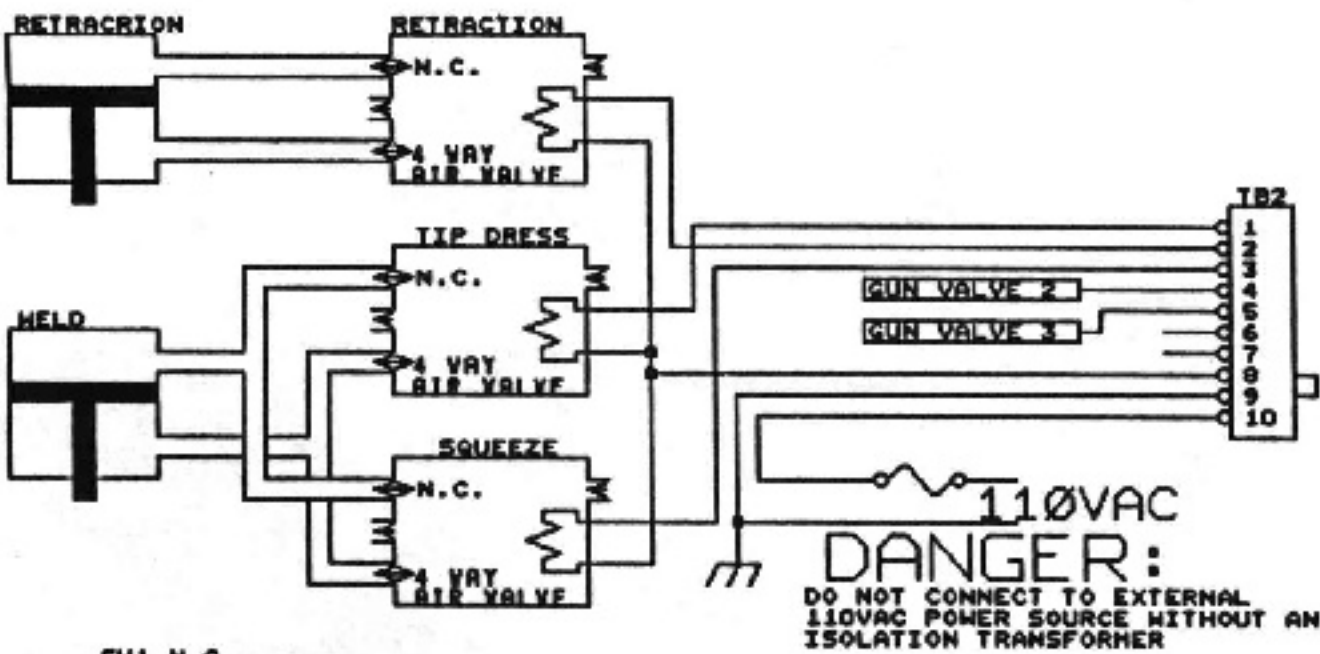 RETRACRION
RETRACTION
N.C.
4 WAY
AIR VALVE
TIP DRESS
N.C.
4 WAY
AIR VALVE
WELD
SQUEEZE
N.C.
4 WAY
AIR VALVE
TB2
1
2
3
4
5
6
7
8
9
10
GUN VALVE 2
GUN VALVE 3
110VAC
DANGER:
DO NOT CONNECT TO EXTERNAL
110VAC POWER SOURCE WITHOUT AN
ISOLATION TRANSFORMER